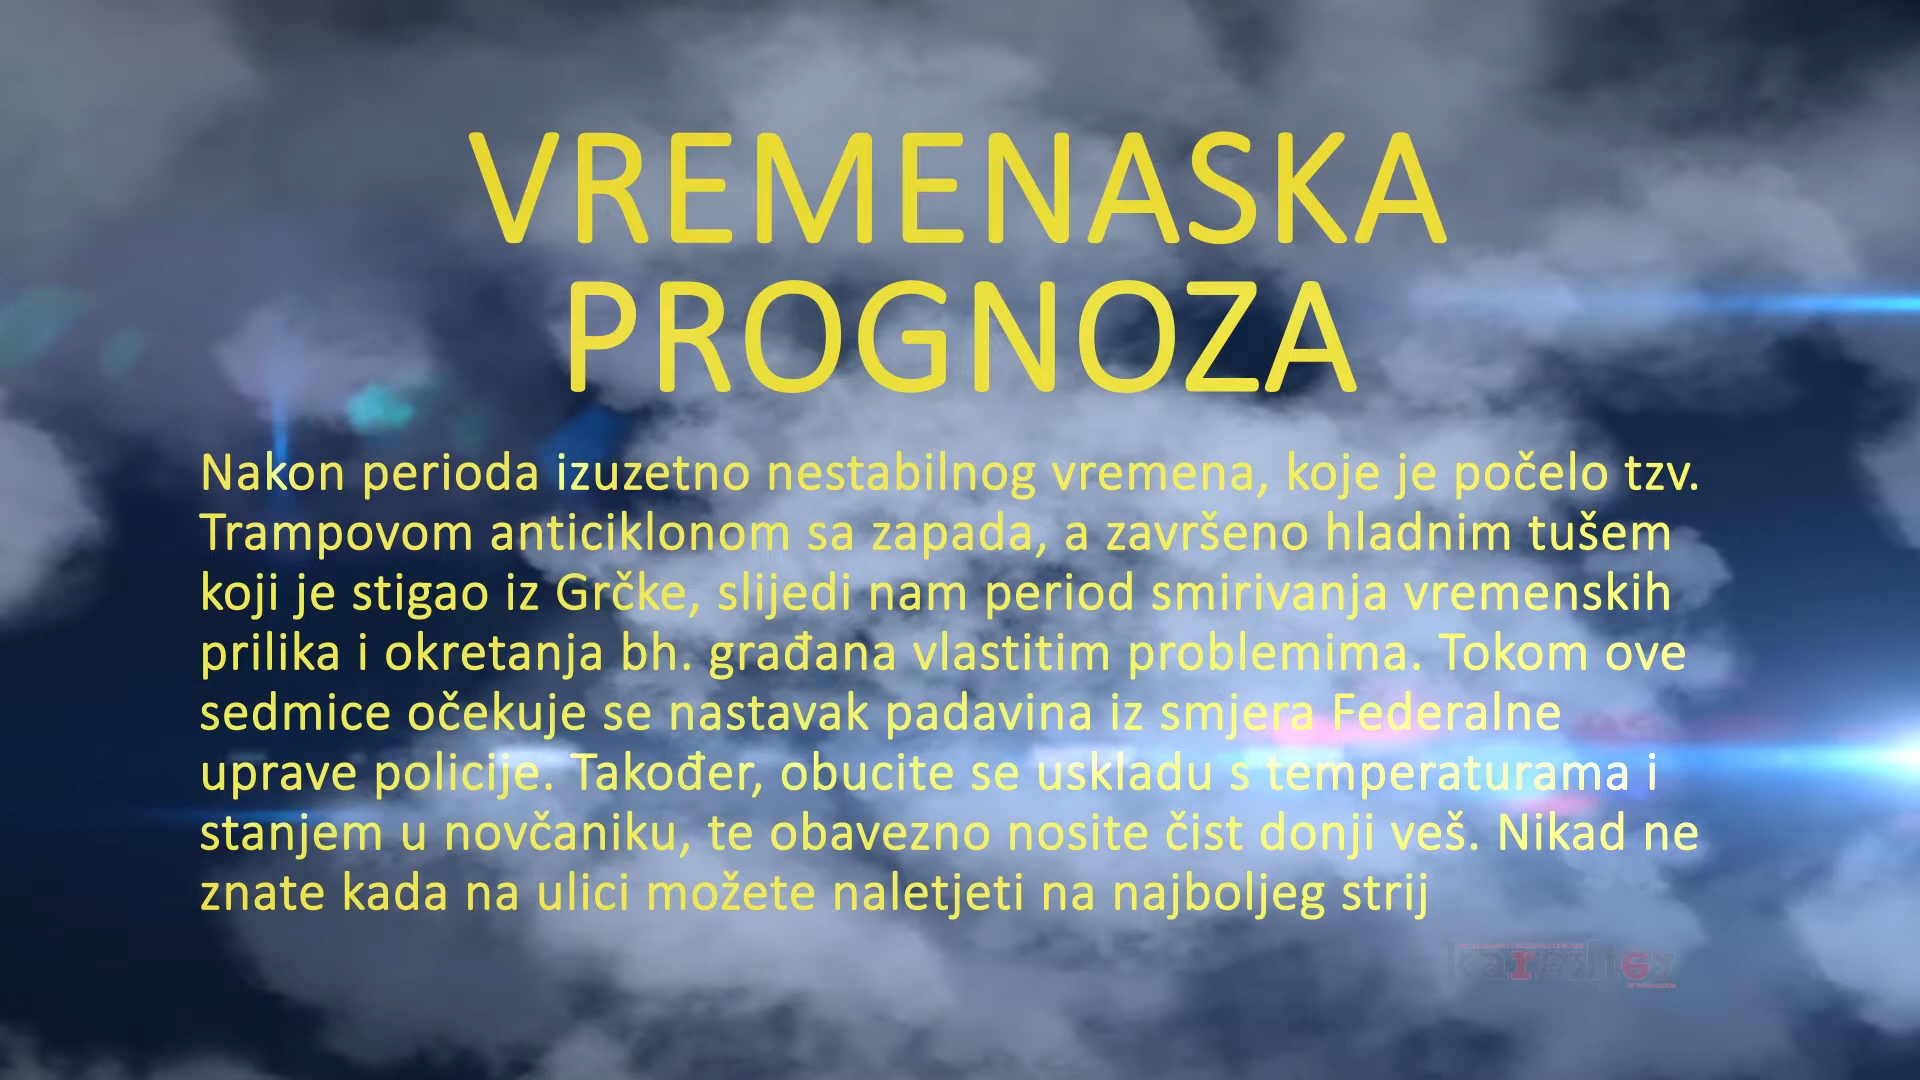 VREMENASKA
PROGNOZA
Nakon perioda izuzetno nestabilnog vremena, koje je počelo tzv.
Trampovom anticiklonom sa zapada, a završeno hladnim tušem
koji je stigao iz Grčke, slijedi nam period smirivanja vremenskih
prilika i okretanja bh. građana vlastitim problemima. Tokom ove
sedmice očekuje se nastavak padavina iz smjera Federalne
uprave policije. Također, obucite se uskladu s temperaturama i
stanjem u novčaniku, te obavezno nosite čist donji veš. Nikad ne
znate kada na ulici možete naletjeti na najboljeg strij